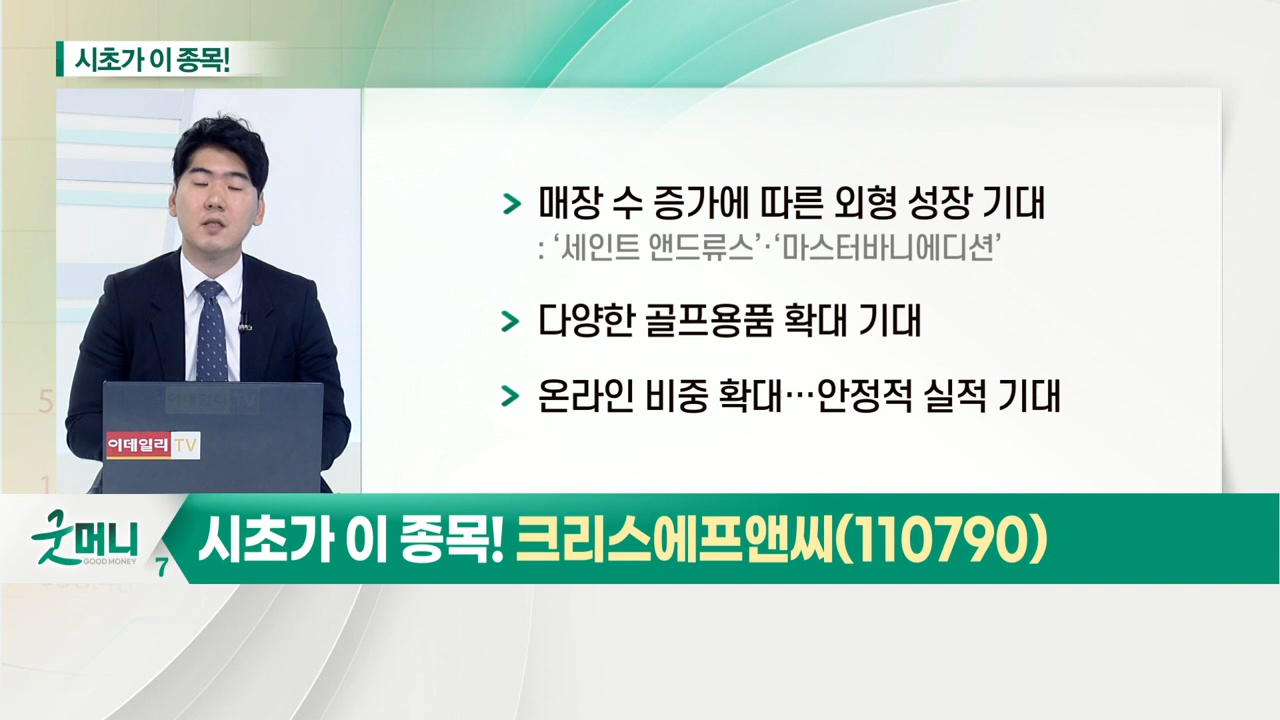 시초가 이 종목!
> 매장 수 증가에 따른 외형 성장 기대
: ‘세인트 앤드류스’·‘마스터바니에디션’
> 다양한 골프용품 확대 기대
> 온라인 비중 확대…안정적 실적 기대
이데일리 TV
굿머니
GOOD MONEY
7
시초가 이 종목! 크리스에프앤씨(110790)